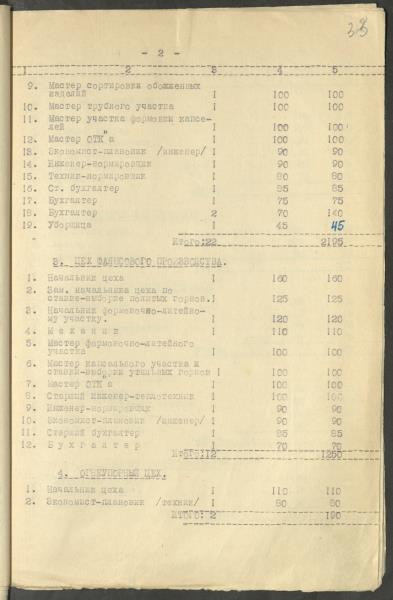 38
- 2 -
1 2 3 4 5
9. Мастер сортировки обожженных
изделий 1 100 100
10. Мастер трубного участка 1 100 100
11. Мастер участка формовки капсе-
лей 1 100 100
12. Мастер ОТК"а 1 100 100
13. Экономист-плановик /инженер/ 1 90 90
14. Инженер-нормировщик 1 90 90
15. Техник-нормировщик 1 80 80
16. Ст. бухгалтер 1 85 85
17. Бухгалтер 1 75 75
18. Бухгалтер 2 70 140
19. Уборщица 1 45 45
Итого: 22 2195
3. ЦЕХ ФАЯНСОВОГО ПРОИЗВОДСТВА.
1. Начальник цеха 1 160 160
2. Зам. начальника цеха по
ставке-выборке политых горнов. 1 125 125
3. Начальник формовочно-литейно-
му участку. 1 120 120
4. Механик 1 110 110
5. Мастер формовочно-литейного
участка 1 100 100
6. Мастер капсельного участка и
ставки-выборки утильных горнов 1 100 100
7. Мастер ОТК"а 1 100 100
8. Старший инженер-теплотехник 1 100 100
9. Инженер-нормировщик 1 90 90
10. Экономист-плановик /инженер/ 1 90 90
11. Старший бухгалтер 1 85 85
12. Бухгалтер 1 70 70
Итого: 12 1250
4. ОГНЕУПОРНЫЙ ЦЕХ.
1. Начальник цеха 1 110 110
2. Экономист-плановик /техник/ 1 80 80
ИТОГО: 2 190